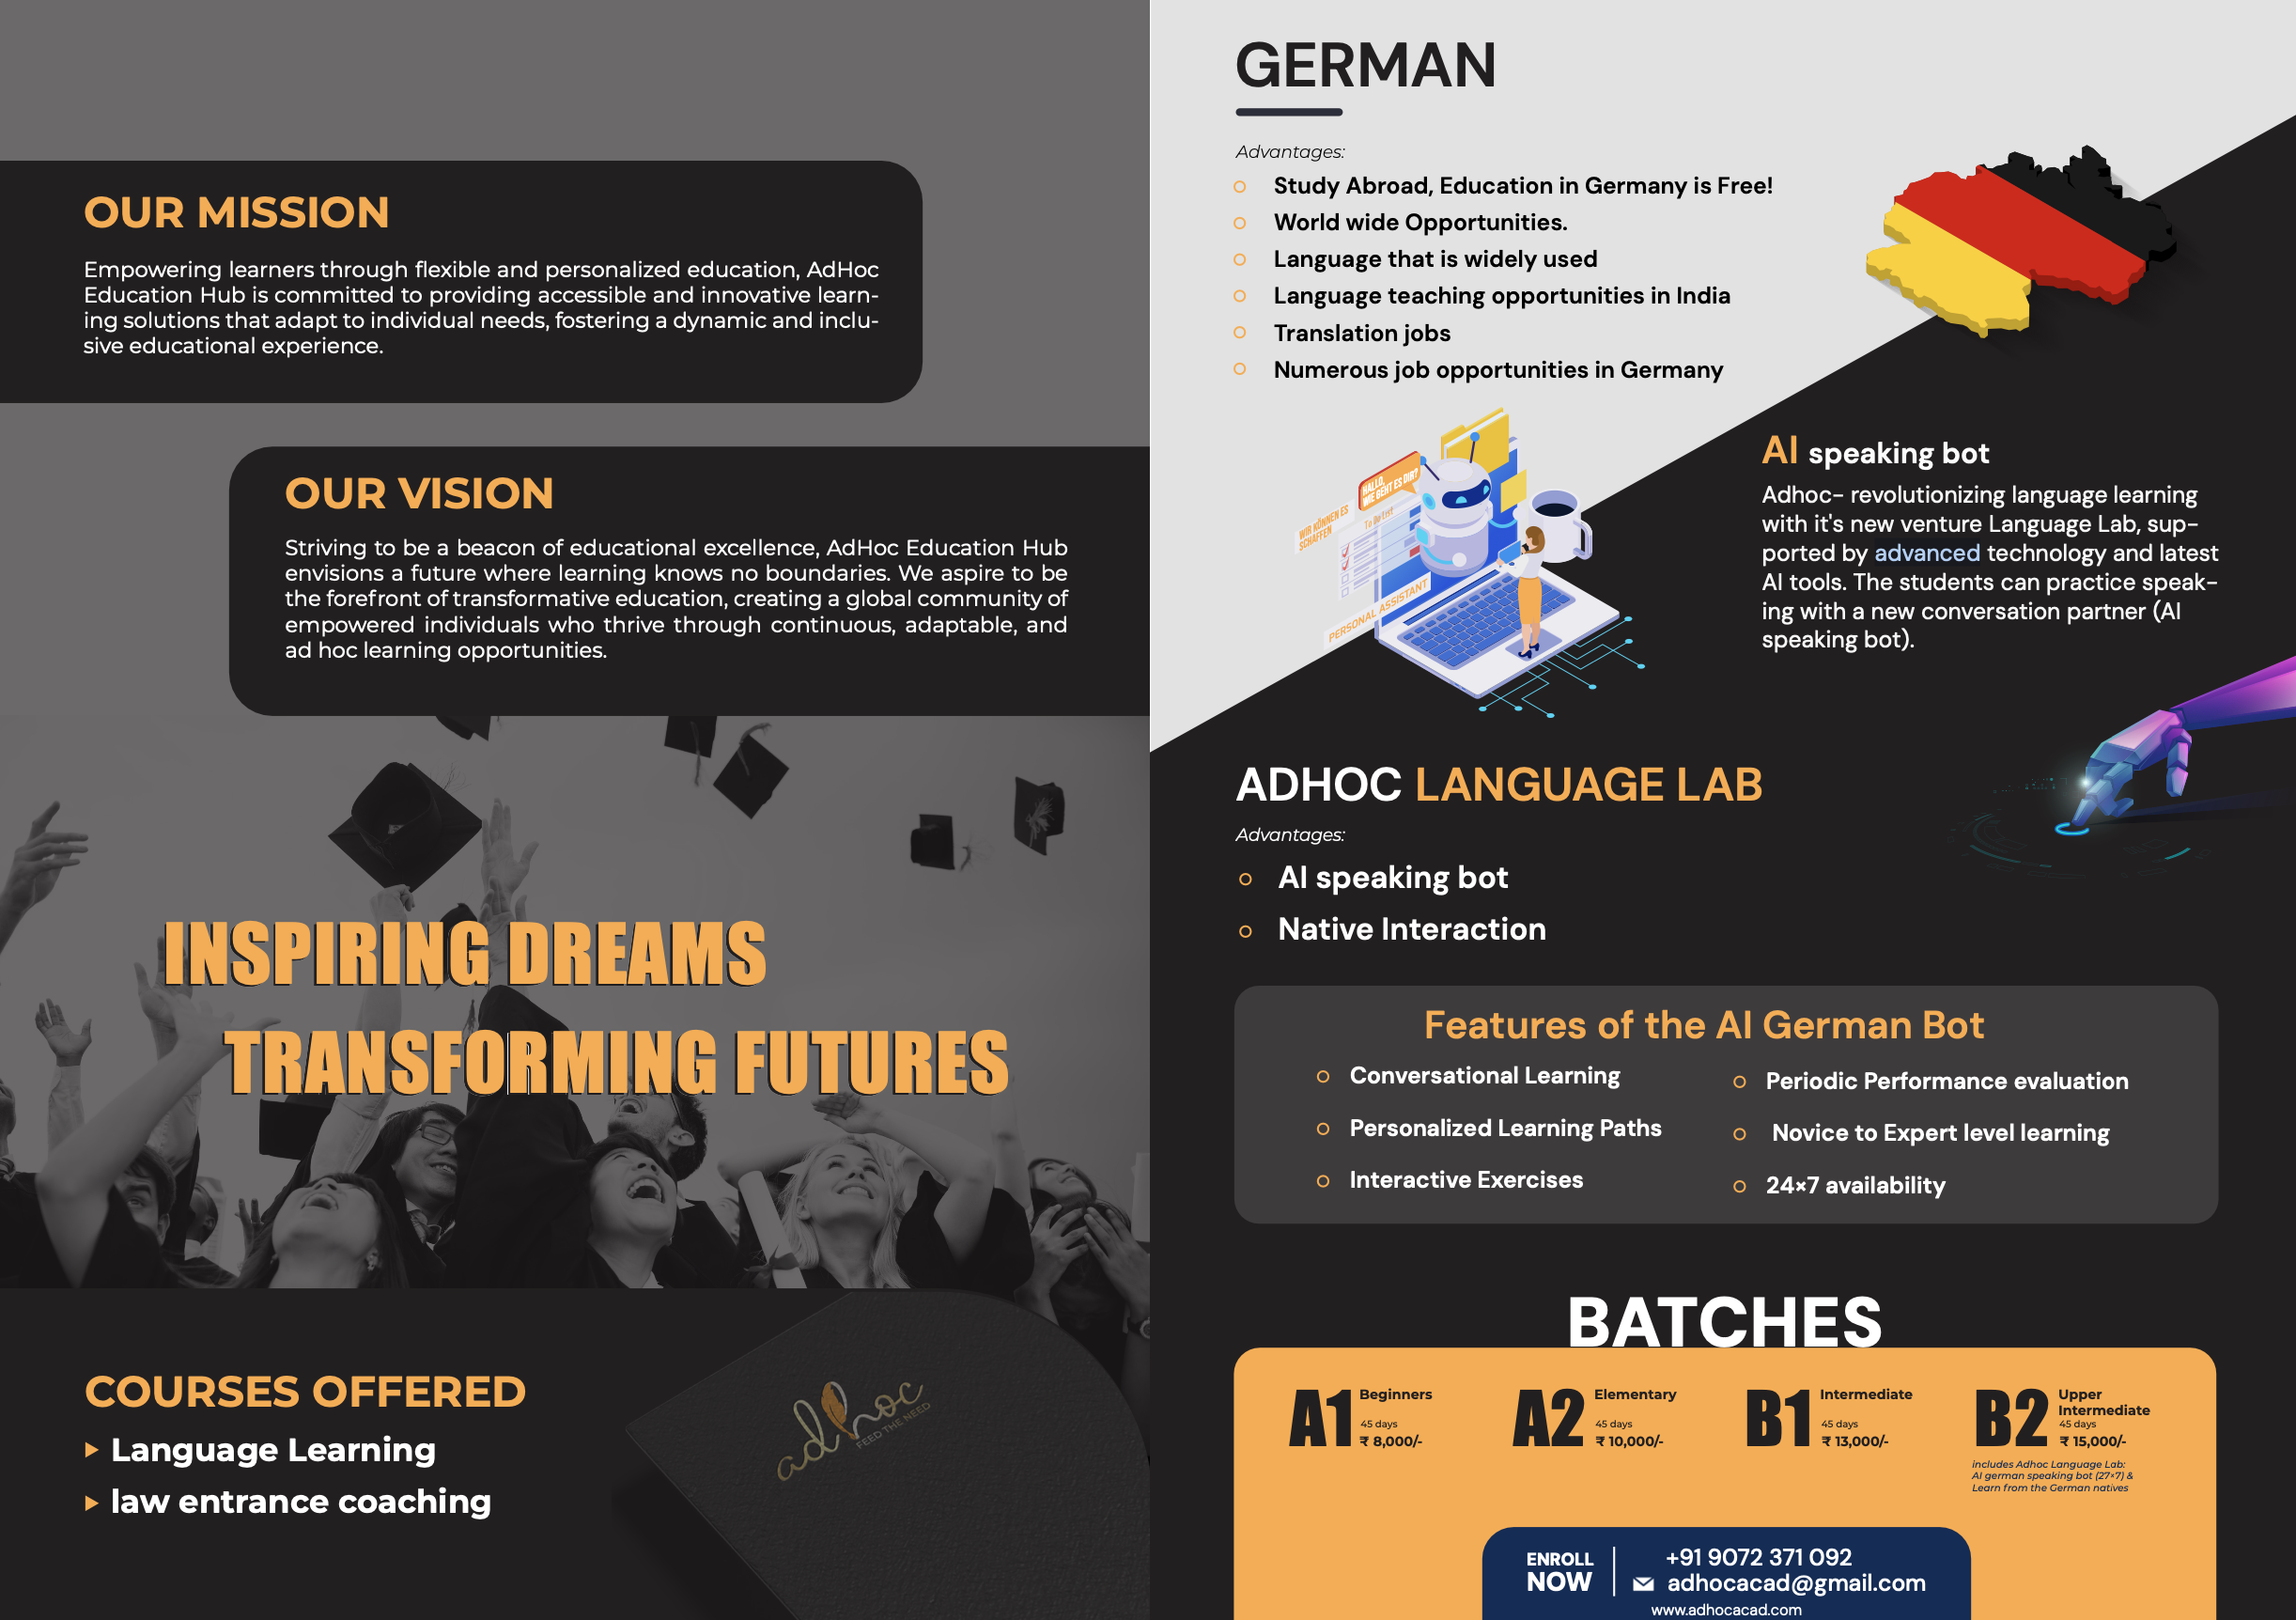 OUR MISSION
Empowering learners through flexible and personalized education, AdHoc
Education Hub is committed to providing accessible and innovative learn-
ing solutions that adapt to individual needs, fostering a dynamic and inclu-
sive educational experience.
OUR VISION
Striving to be a beacon of educational excellence, AdHoc Education Hub
envisions a future where learning knows no boundaries. We aspire to be
the forefront of transformative education, creating a global community of
empowered individuals who thrive through continuous, adaptable, and
ad hoc learning opportunities.
INSPIRING DREAMS
TRANSFORMING FUTURES
COURSES OFFERED
Language Learning
law entrance coaching
adhoc
FEED THE NEED
GERMAN
Advantages:
Study Abroad, Education in Germany is Free!
World wide Opportunities.
Language that is widely used
Language teaching opportunities in India
Translation jobs
Numerous job opportunities in Germany
HALLO,
WIE GEHT ES DIR?
WIR KÖNNEN ES
SCHAFFEN
To Do List
PERSONAL ASSISTANT
AI speaking bot
Adhoc- revolutionizing language learning
with it's new venture Language Lab, sup-
ported by advanced technology and latest
AI tools. The students can practice speak-
ing with a new conversation partner (AI
speaking bot).
ADHOC LANGUAGE LAB
Advantages:
AI speaking bot
Native Interaction
Features of the AI German Bot
Conversational Learning
Personalized Learning Paths
Interactive Exercises
Periodic Performance evaluation
Novice to Expert level learning
24×7 availability
BATCHES
A1 Beginners
45 days
₹ 8,000/-
A2 Elementary
45 days
₹ 10,000/-
B1 Intermediate
45 days
₹ 13,000/-
B2 Upper
Intermediate
45 days
₹ 15,000/-
includes Adhoc Language Lab:
AI german speaking bot (27×7) &
Learn from the German natives
ENROLL
NOW
+91 9072 371 092
adhocacad@gmail.com
www.adhocacad.com